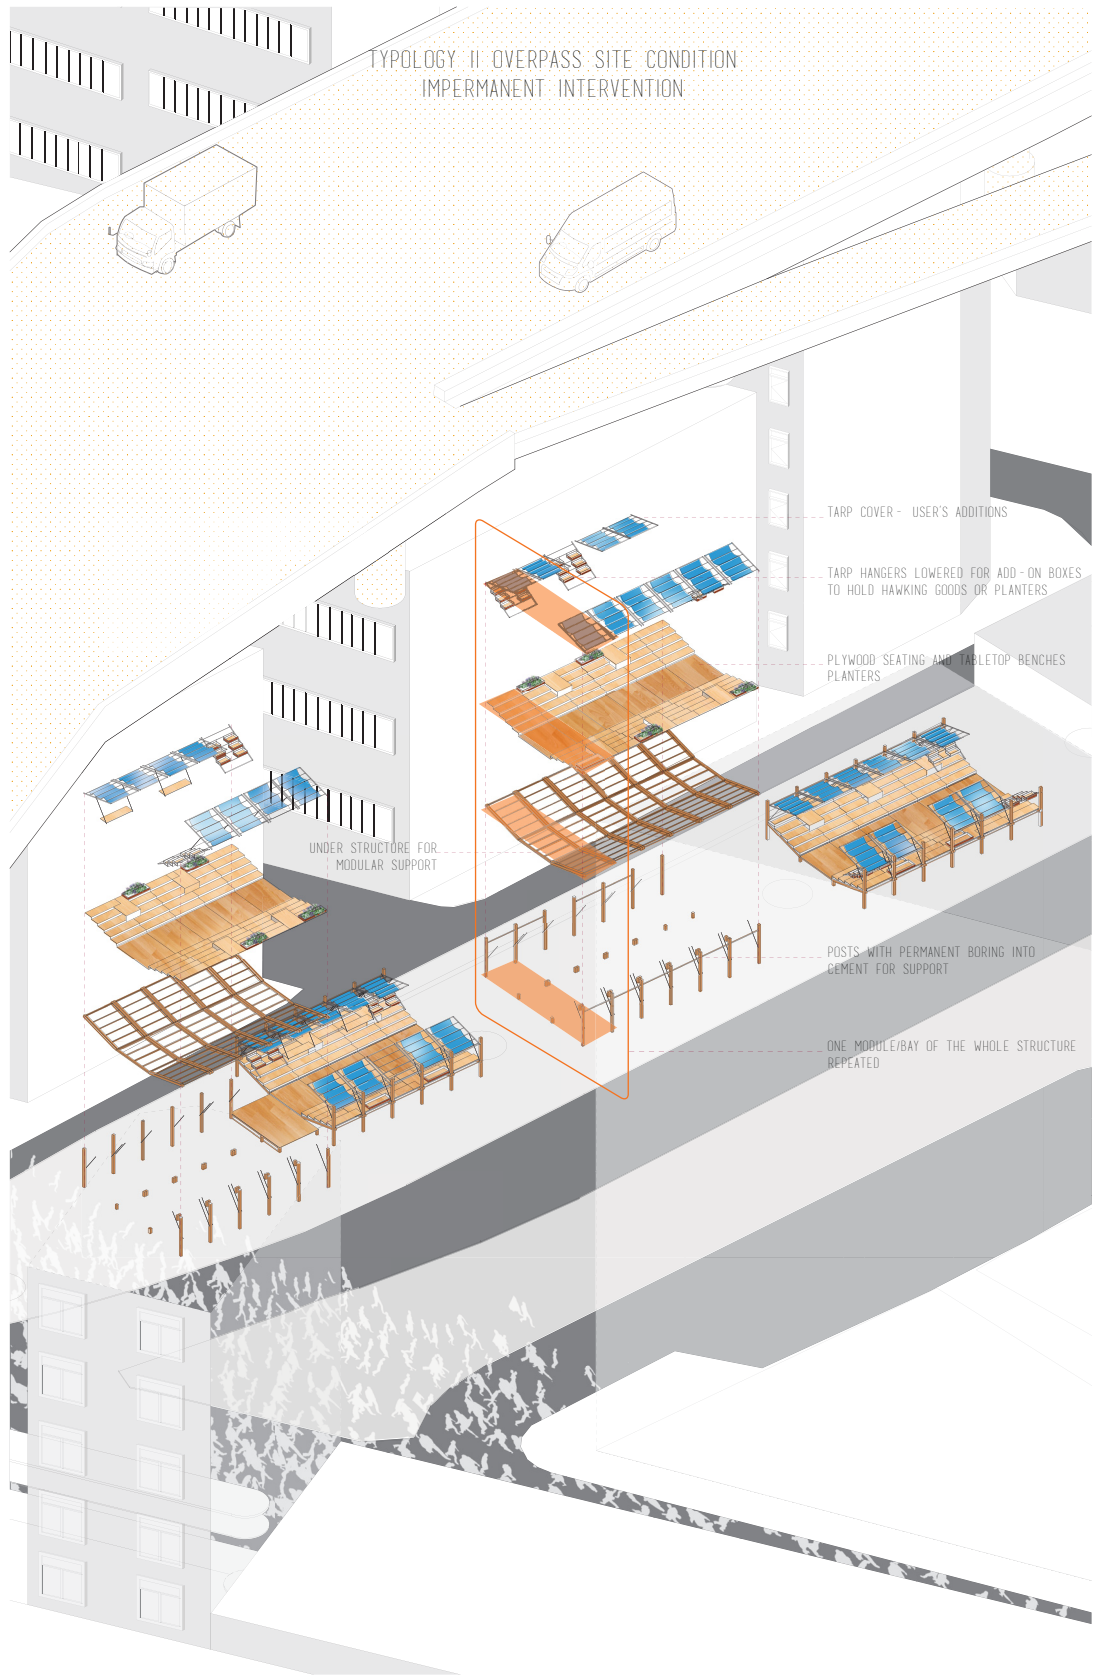 TYPOLOGY II OVERPASS SITE CONDITION
IMPERMANENT INTERVENTION
TARP COVER - USER'S ADDITIONS
TARP HANGERS LOWERED FOR ADD-ON BOXES
TO HOLD HAWKING GOODS OR PLANTERS
PLYWOOD SEATING AND TABLETOP BENCHES
PLANTERS
UNDER STRUCTURE FOR
MODULAR SUPPORT
POSTS WITH PERMANENT BORING INTO
CEMENT FOR SUPPORT
ONE MODULE/BAY OF THE WHOLE STRUCTURE
REPEATED